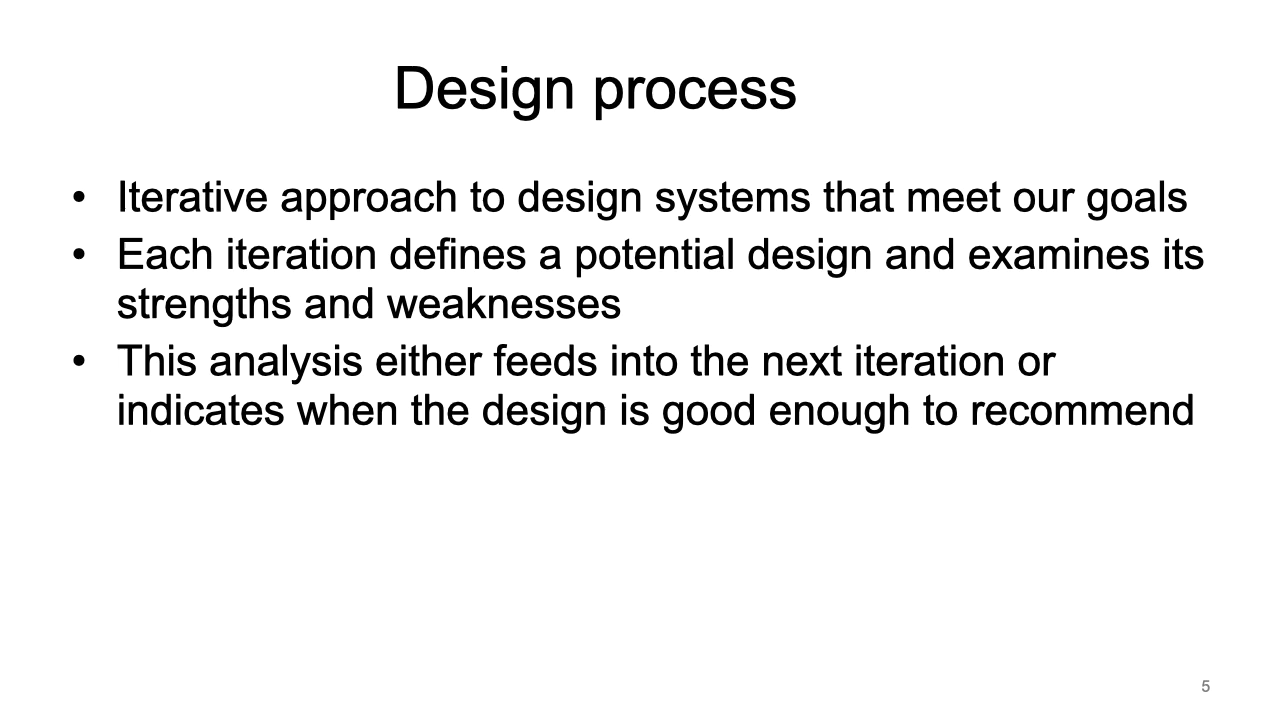 Design process
• Iterative approach to design systems that meet our goals
• Each iteration defines a potential design and examines its
strengths and weaknesses
• This analysis either feeds into the next iteration or
indicates when the design is good enough to recommend
5